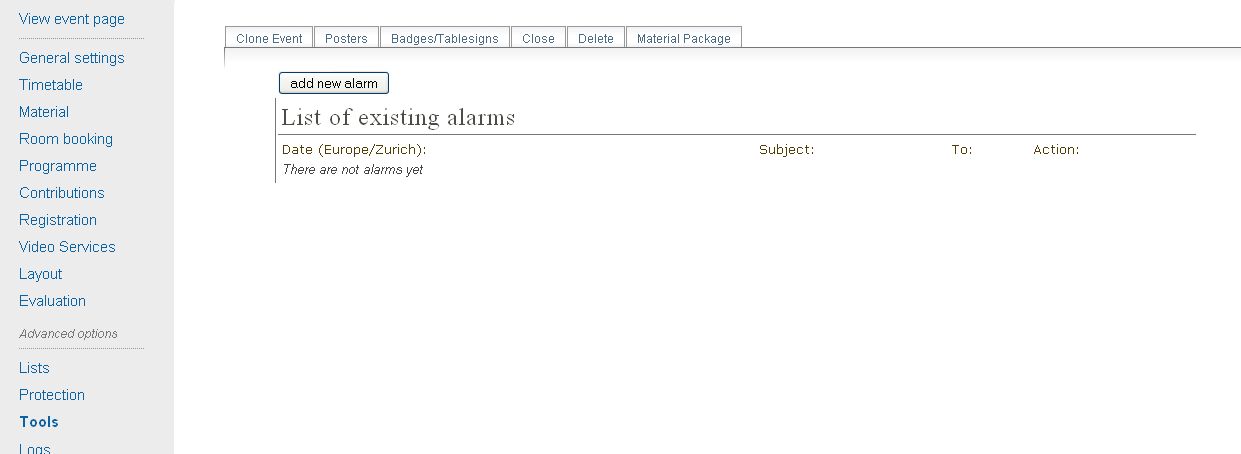 View event page
General settings
Timetable
Material
Room booking
Programme
Contributions
Registration
Video Services
Layout
Evaluation
Advanced options
Lists
Protection
Tools
Logs
Clone Event Posters Badges/Tablesigns Close Delete Material Package
add new alarm
List of existing alarms
Date (Europe/Zurich): Subject: To: Action:
There are not alarms yet